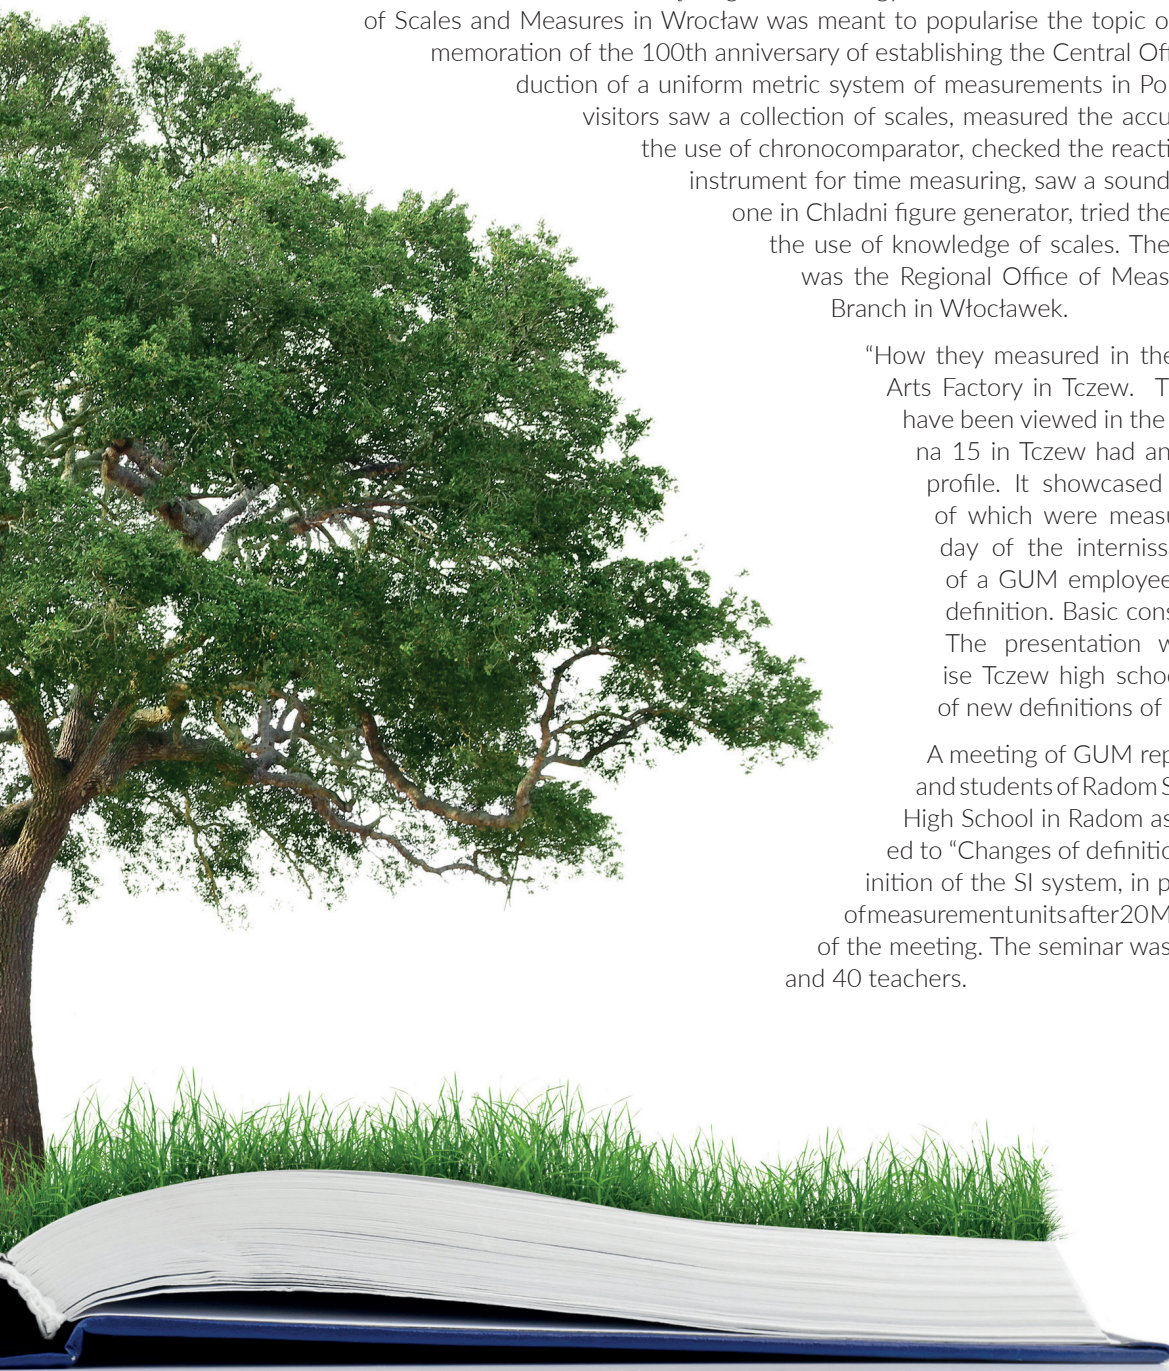 of Scales and Measures in Wrocław was meant to popularise the topic o
memoration of the 100th anniversary of establishing the Central Off
duction of a uniform metric system of measurements in Po
visitors saw a collection of scales, measured the accu
the use of chronocomparator, checked the reacti
instrument for time measuring, saw a sound
one in Chladni figure generator, tried the
the use of knowledge of scales. The
was the Regional Office of Meas
Branch in Włocławek.
“How they measured in the
Arts Factory in Tczew. T
have been viewed in the
na 15 in Tczew had an
profile. It showcased
of which were measu
day of the interniss
of a GUM employee
definition. Basic cons
The presentation w
ise Tczew high schoo
of new definitions of
A meeting of GUM rep
and students of Radom S
High School in Radom as
ed to “Changes of definitio
inition of the SI system, in p
ofmeasurementunitsafter20M
of the meeting. The seminar was
and 40 teachers.